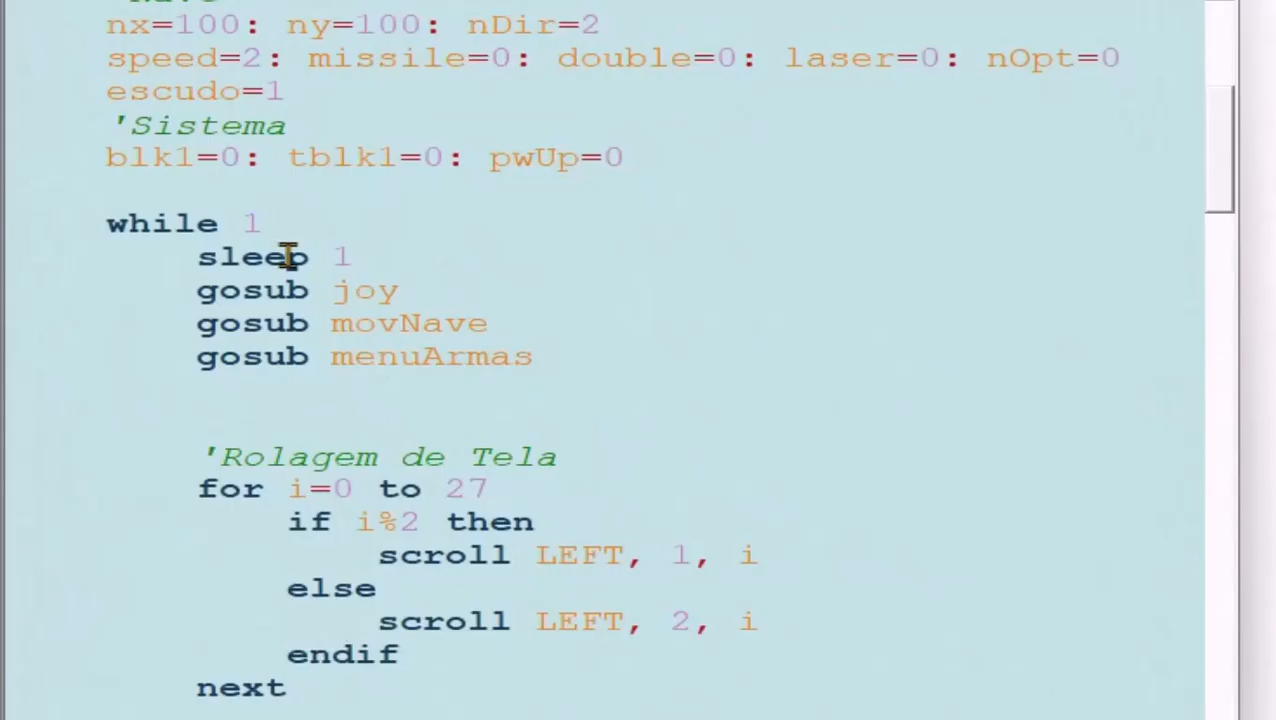 nx=100: ny=100: nDir=2
speed=2: missile=0: double=0: laser=0: nOpt=0
escudo=1
'Sistema
blk1=0: tblk1=0: pwUp=0
while 1
sleep 1
gosub joy
gosub movNave
gosub menuArmas
'Rolagem de Tela
for i=0 to 27
if i%2 then
scroll LEFT, 1, i
else
scroll LEFT, 2, i
endif
next